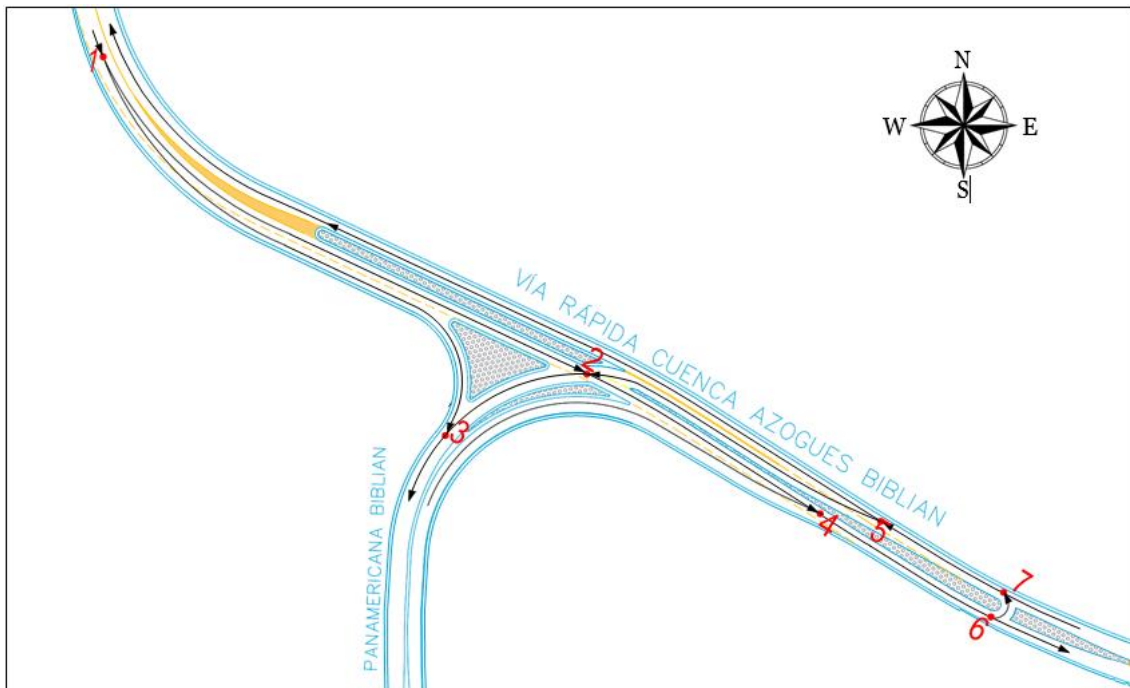 1
N
W
E
S
VÍA RÁPIDA CUENCA AZOGUES BIBLIAN
2
3
PANAMERICANA BIBLIAN
4
5
7
6